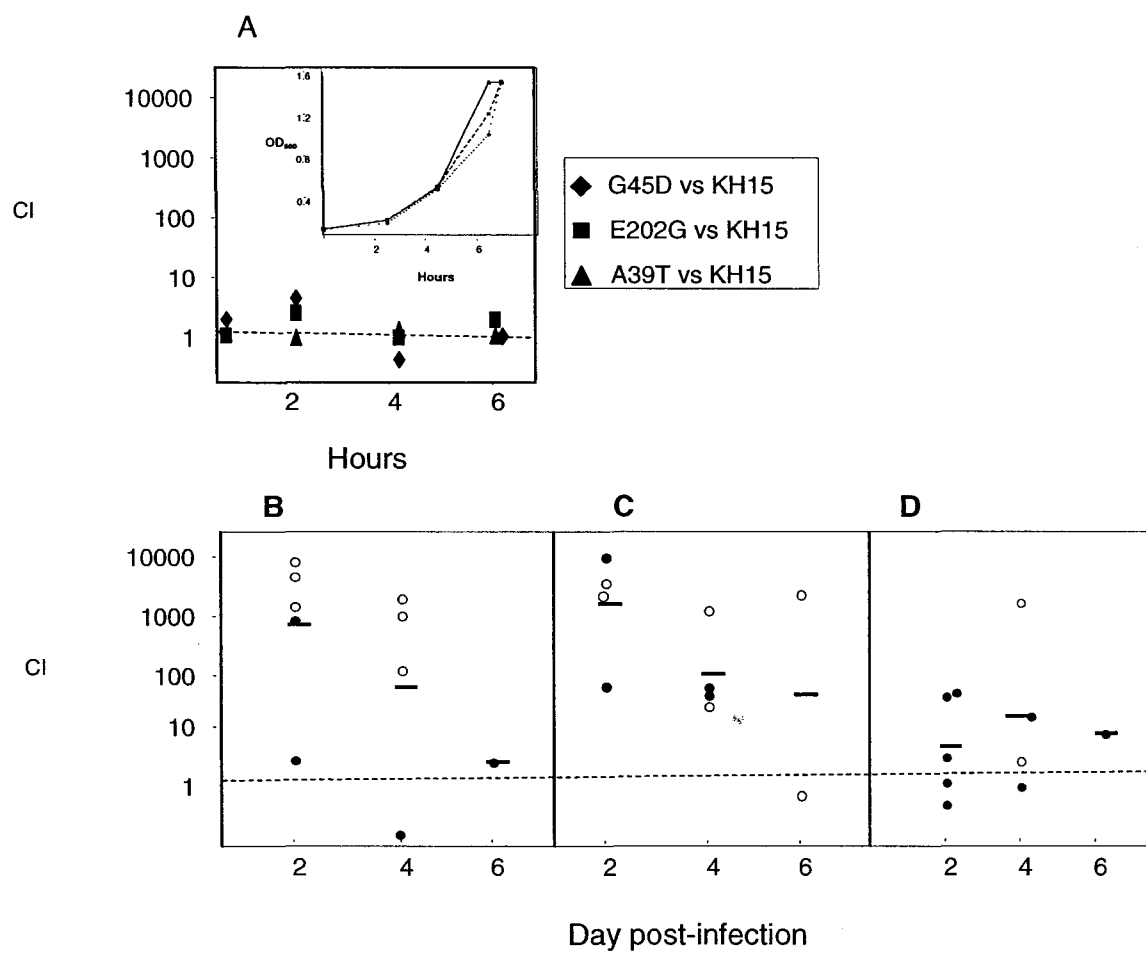 A
10000
1000
100
10
1
CI
2 4 6
Hours
1.6
1.2
0.8
0.4
2 4 6
Hours
G45D vs KH15
E202G vs KH15
A39T vs KH15
B C D
10000
1000
100
10
1
CI
2 4 6 2 4 6 2 4 6
Day post-infection